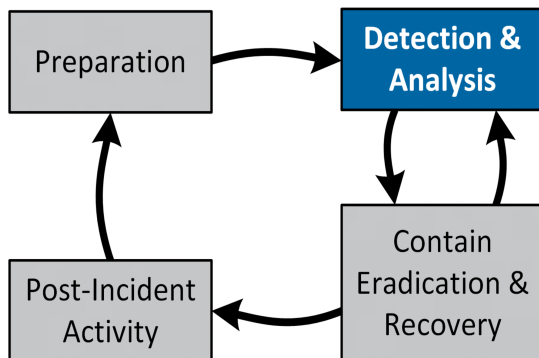 Preparation
Detection &
Analysis
Contain
Eradication &
Recovery
Post-Incident
Activity